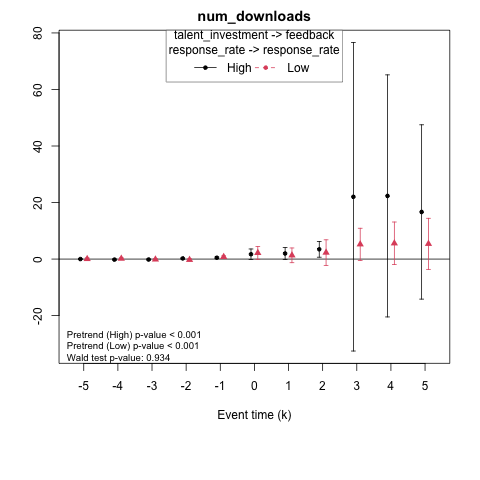 num_downloads
talent_investment -> feedback
response_rate -> response_rate
High Low
80
60
40
20
0
-20
Pretrend (High) p-value < 0.001
Pretrend (Low) p-value < 0.001
Wald test p-value: 0.934
-5 -4 -3 -2 -1 0 1 2 3 4 5
Event time (k)